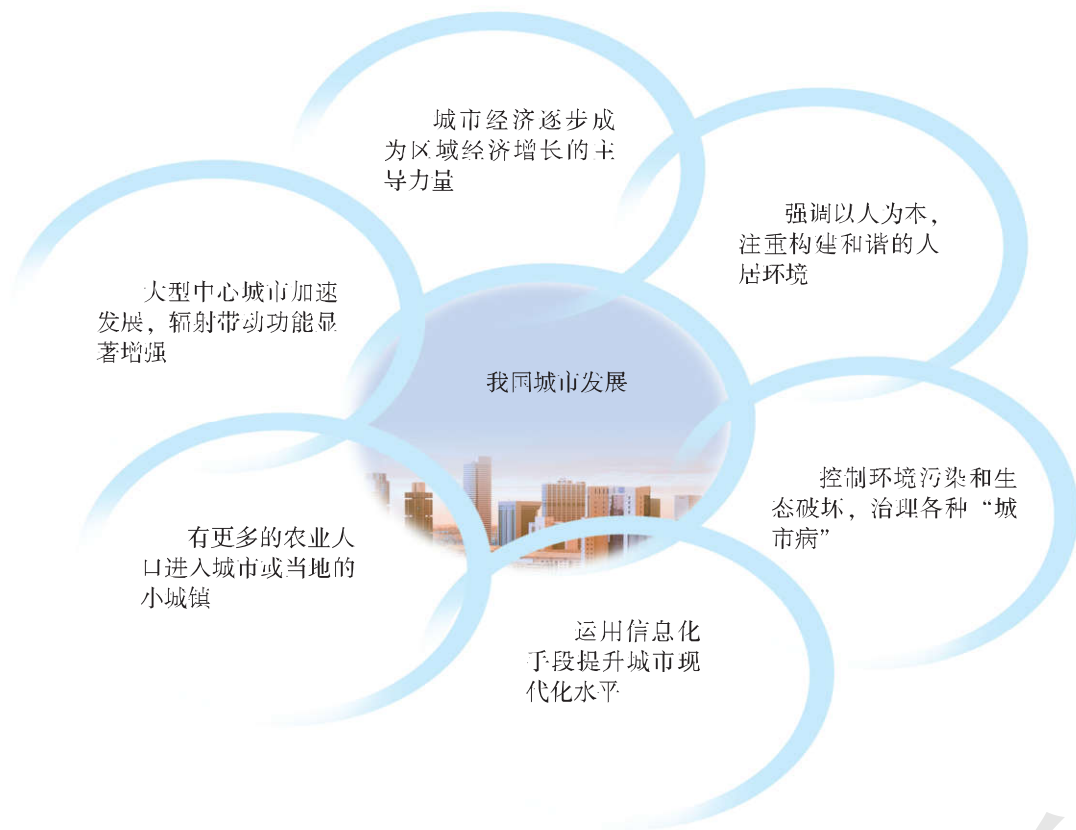 城市经济逐步成
为区域经济增长的主
导力量
强调以人为本，
注重构建和谐的人
居环境
大型中心城市加速
发展，辐射带动功能显
著增强
我国城市发展
控制环境污染和生
态破坏，治理各种“城
市病”
有更多的农业人
口进入城市或当地的
小城镇
运用信息化
手段提升城市现
代化水平